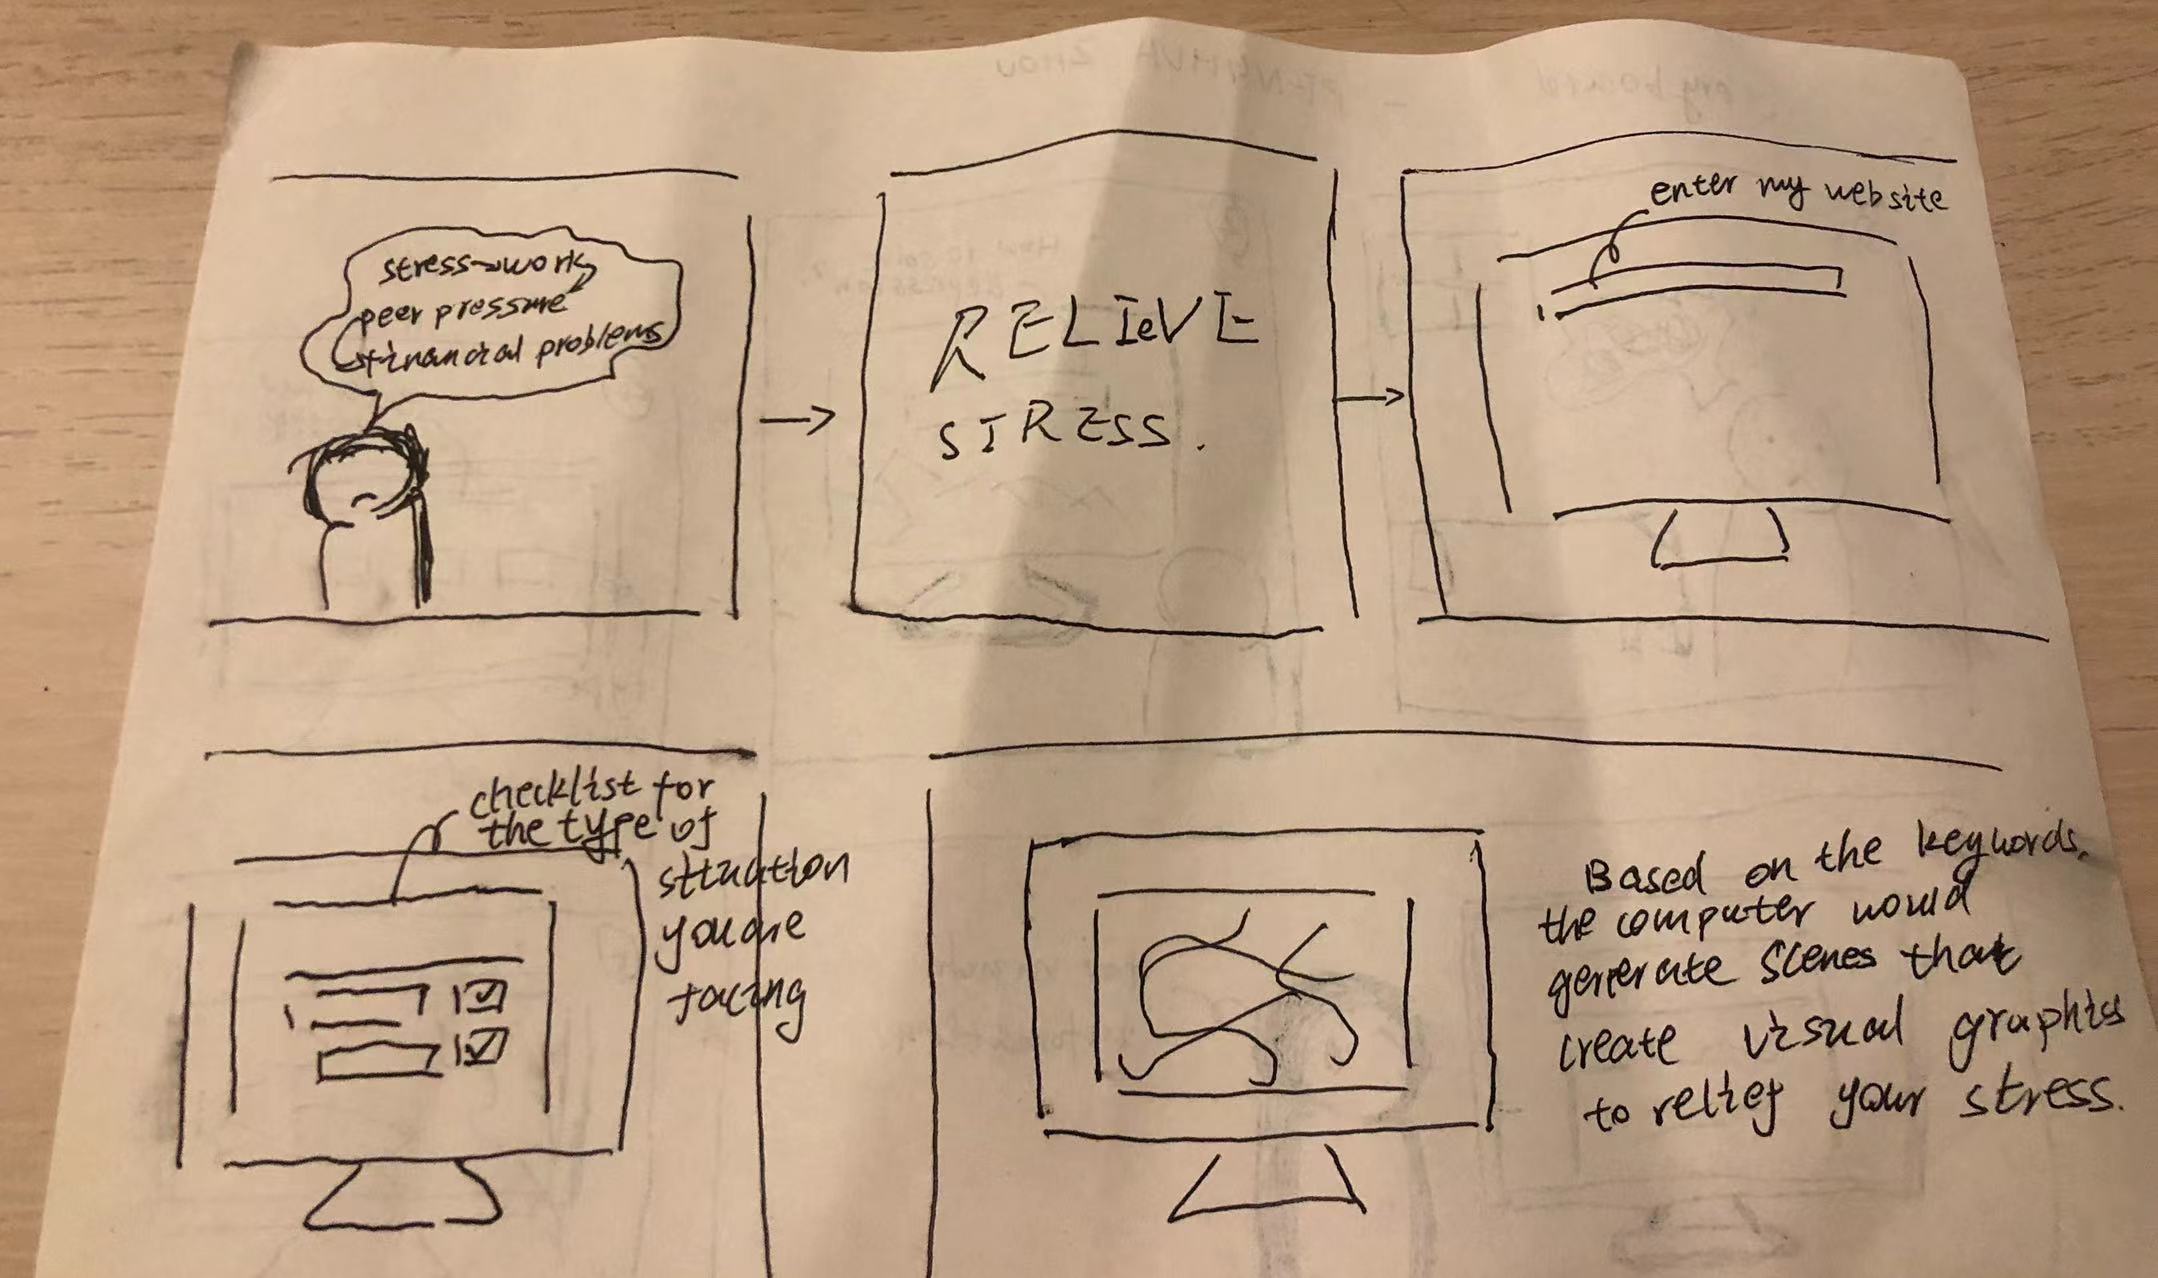 stress→work
peer pressure
financial problems
RELIEVE
STRESS.
enter my website
checklist for
the type of
situation
you are
facing
Based on the keywords,
the computer would
generate scenes that
create visual graphics
to relief your stress.